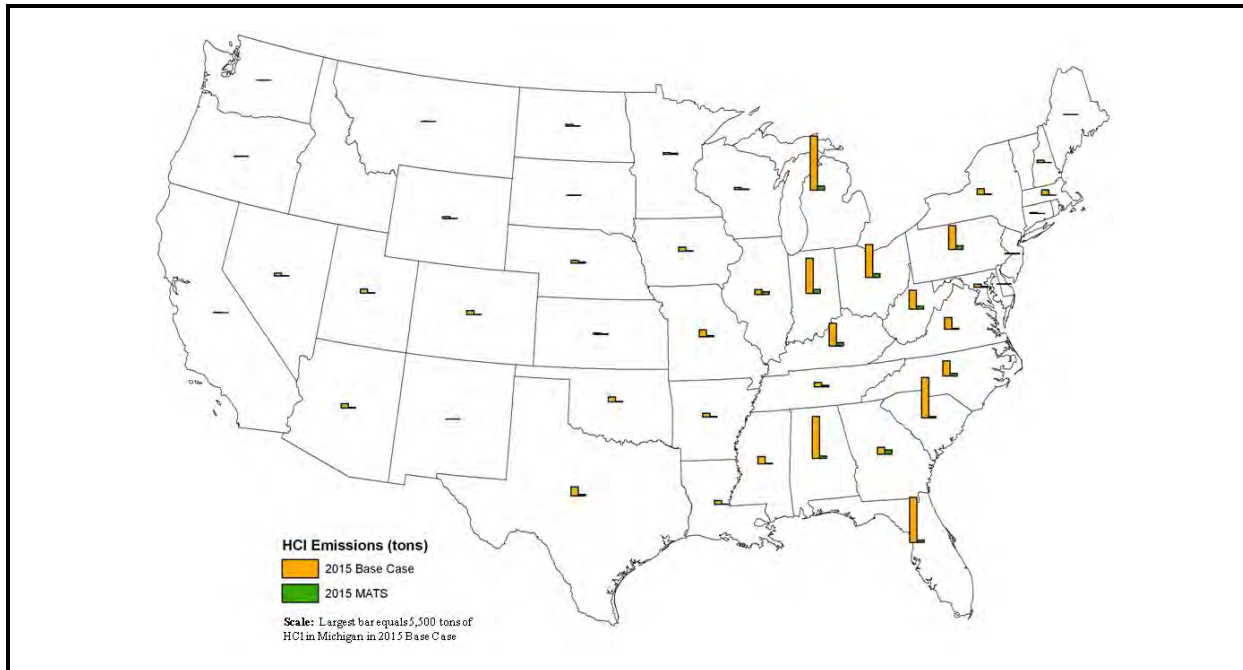 HCl Emissions (tons)
2015 Base Case
2015 MATS
Scale: Largest bar equals 5,500 tons of
HCl in Michigan in 2015 Base Case